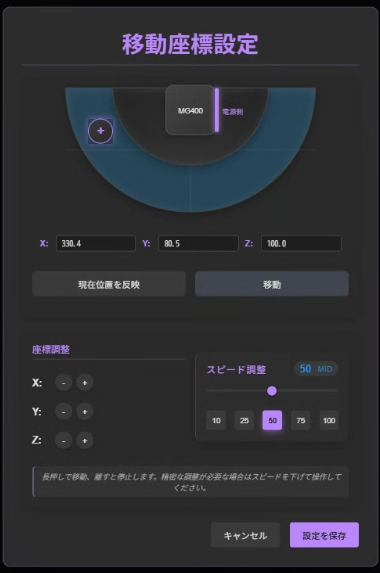 移動座標設定
MG400
電源側
+
X: 330.4 Y: 80.5 Z: 100.0
現在位置を反映 移動
座標調整
X: - +
Y: - +
Z: - +
スピード調整 50 MID
10 25 50 75 100
長押しで移動、離すと停止します。精密な調整が必要な場合はスピードを下げて操作して
ください。
キャンセル 設定を保存